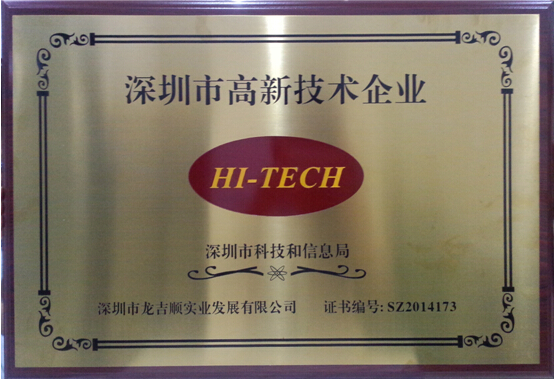 深圳市高新技术企业
HI-TECH
深圳市科技和信息局
深圳市龙吉顺实业发展有限公司 证书编号: SZ2014173